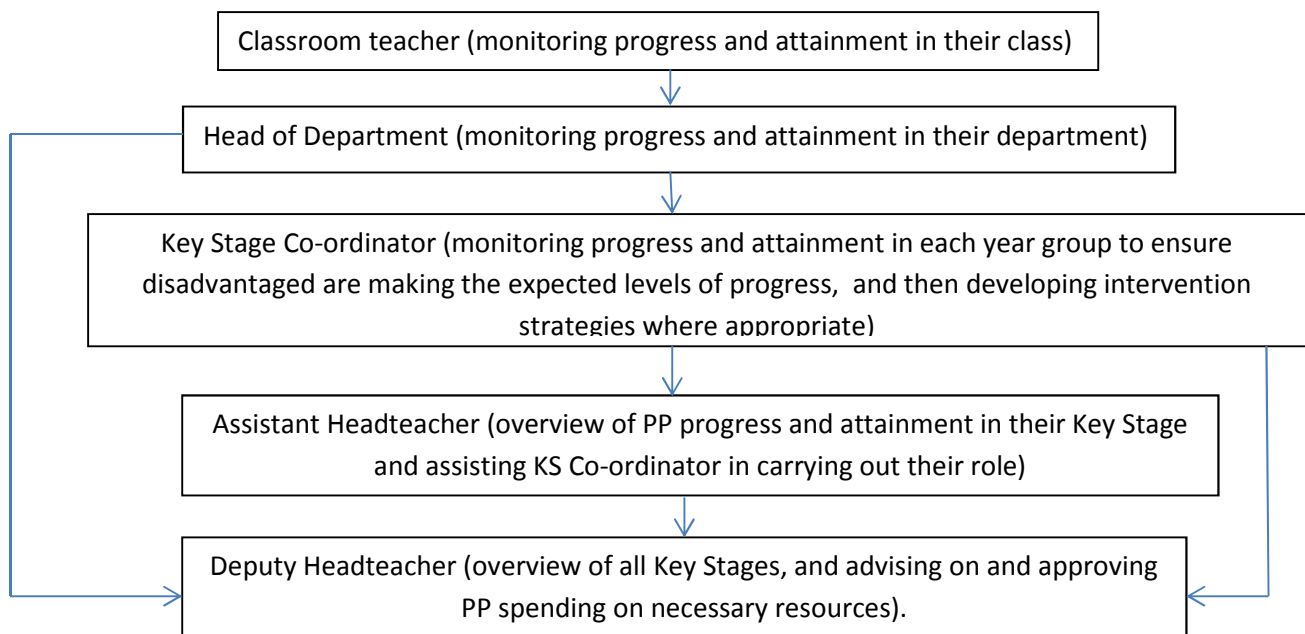 Classroom teacher (monitoring progress and attainment in their class)
Head of Department (monitoring progress and attainment in their department)
Key Stage Co-ordinator (monitoring progress and attainment in each year group to ensure
disadvantaged are making the expected levels of progress,  and then developing intervention
strategies where appropriate)
Assistant Headteacher (overview of PP progress and attainment in their Key Stage
and assisting KS Co-ordinator in carrying out their role)
Deputy Headteacher (overview of all Key Stages, and advising on and approving
PP spending on necessary resources).